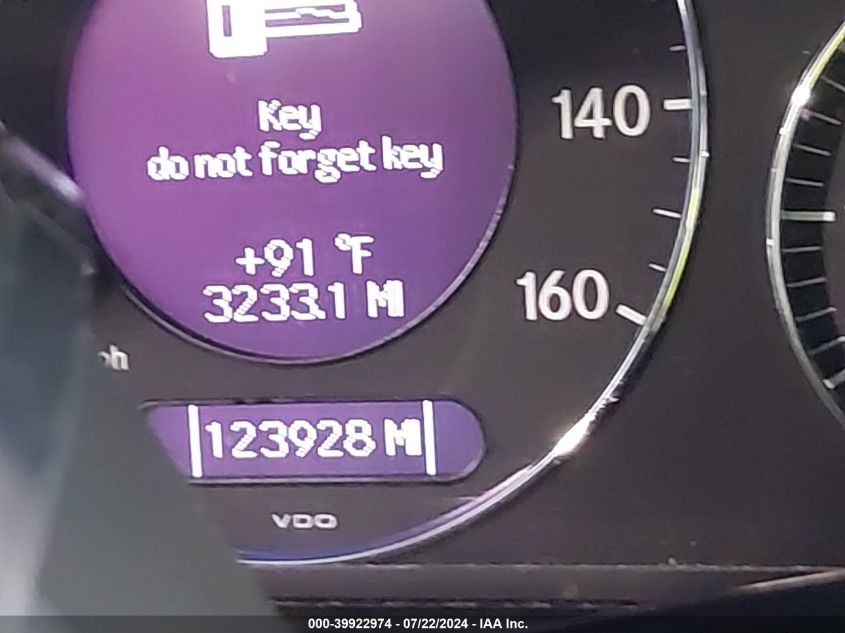 Key
do not forget key
+91 °F
3233.1 MI
140
160
123928 MI
VDO
000-39922974 - 07/22/2024 - IAA Inc.